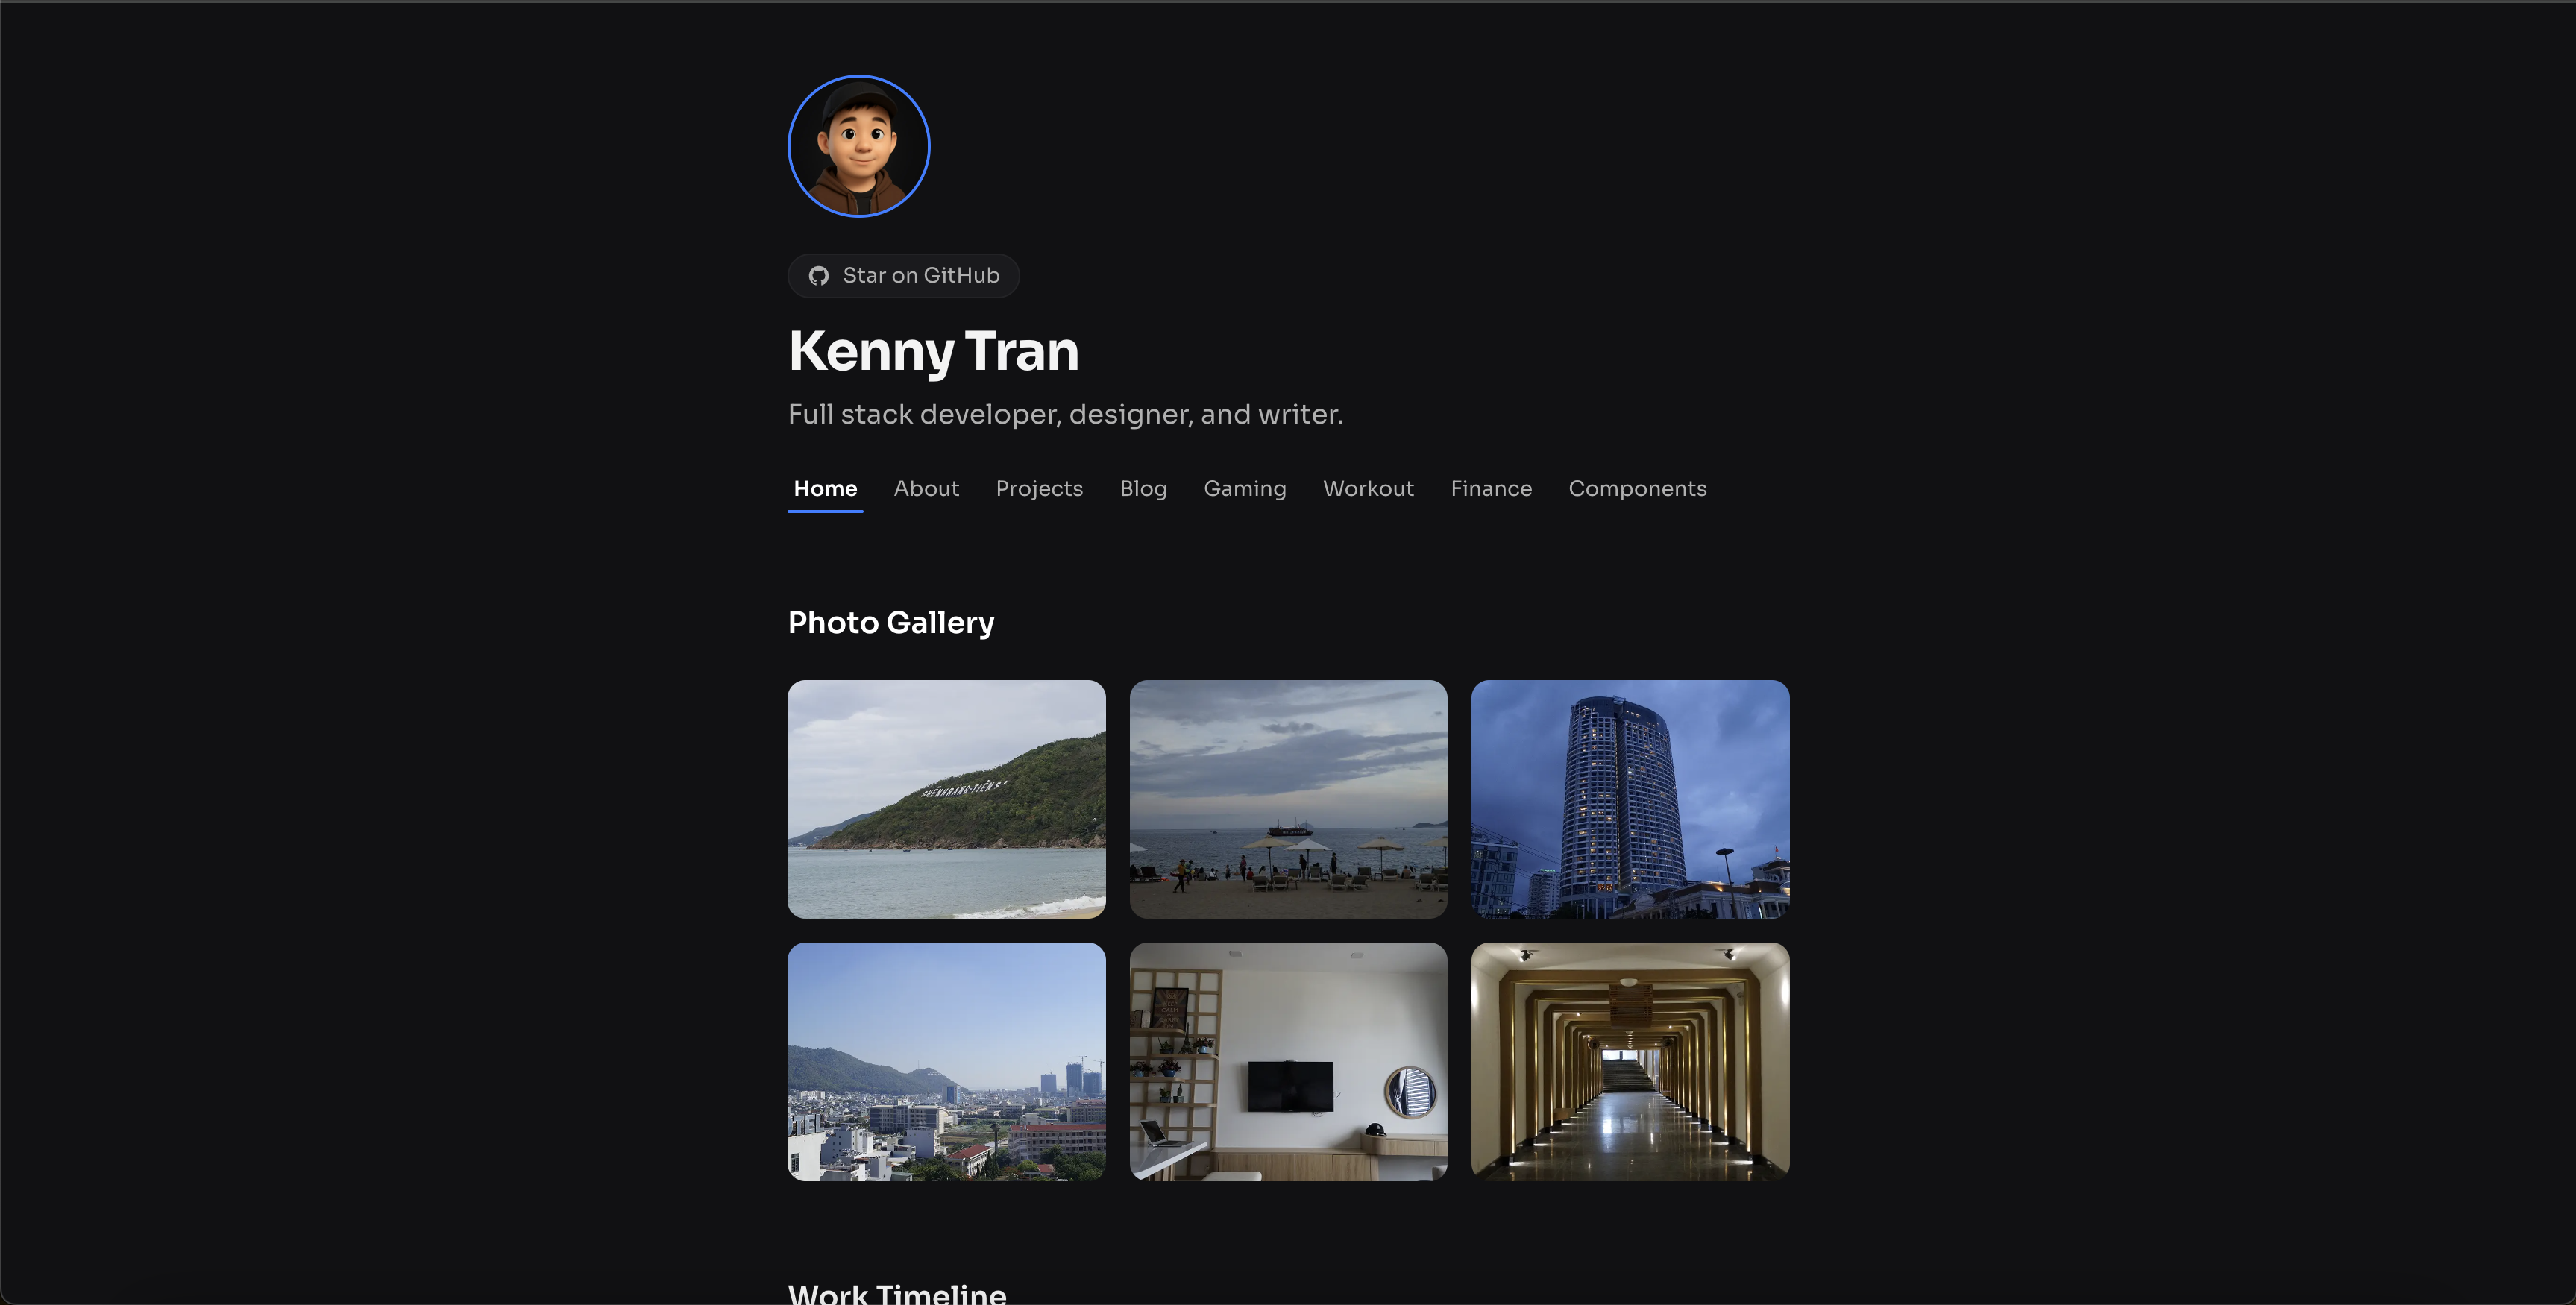 Star on GitHub
Kenny Tran
Full stack developer, designer, and writer.
Home About Projects Blog Gaming Workout Finance Components
Photo Gallery
Work Timeline